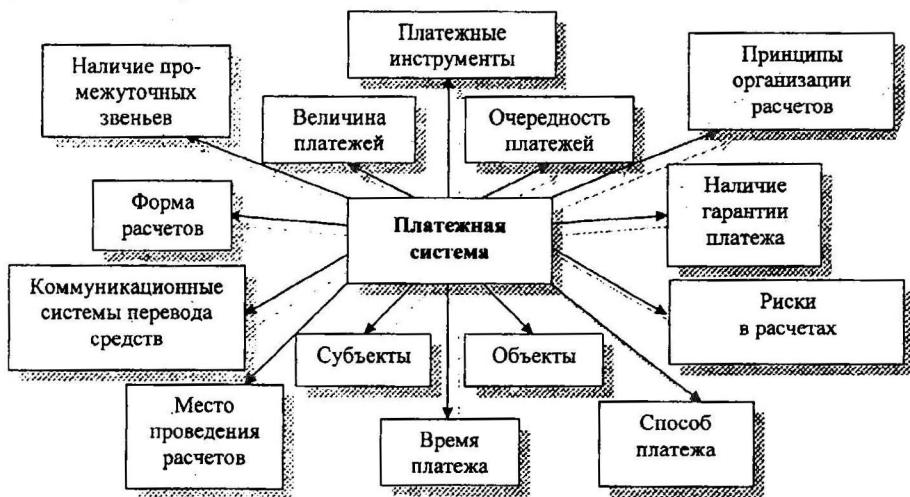 Платежные
инструменты
Наличие про-
межуточных
звеньев
Принципы
организации
расчетов
Величина
платежей
Очередность
платежей
Форма
расчетов
Платежная
система
Наличие
гарантии
платежа
Коммуникационные
системы перевода
средств
Риски
в расчетах
Субъекты
Объекты
Место
проведения
расчетов
Время
платежа
Способ
платежа